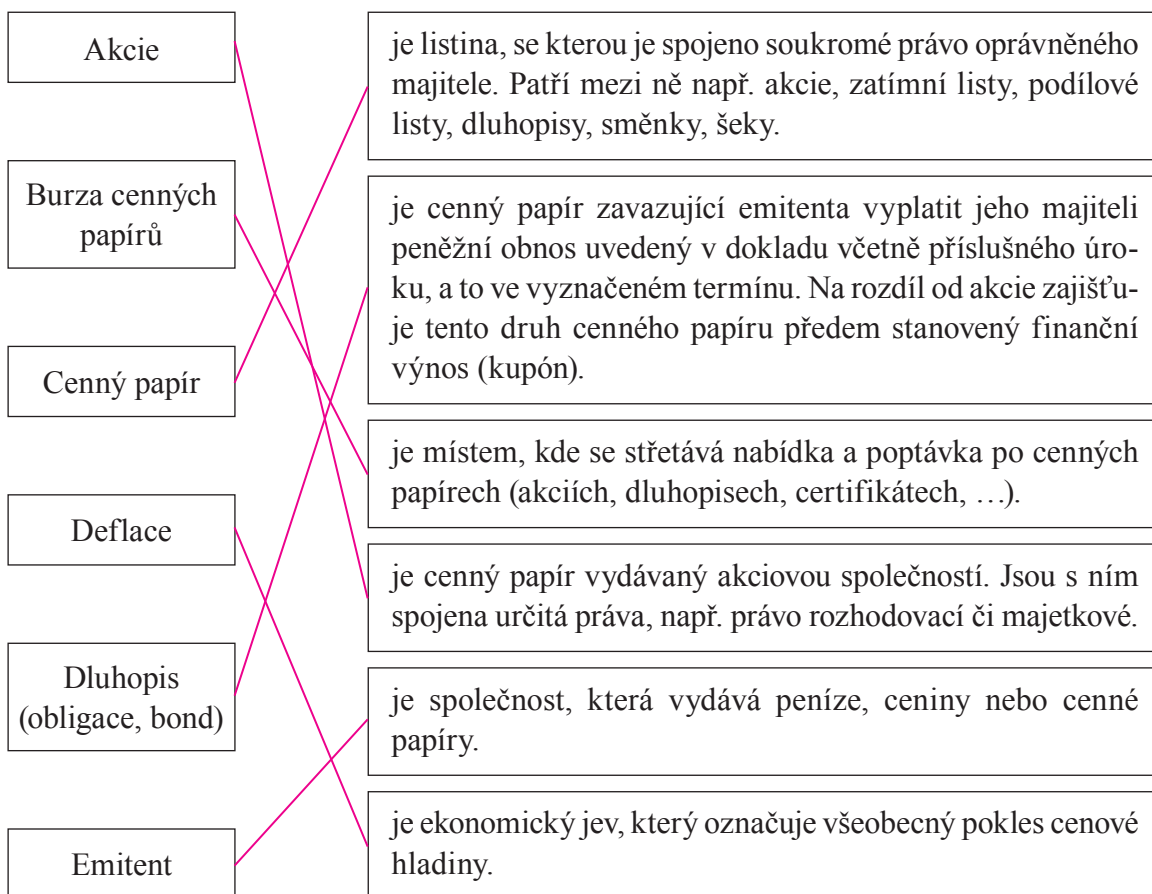 Akcie
Burza cenných
papírů
Cenný papír
Deflace
Dluhopis
(obligace, bond)
Emitent
je listina, se kterou je spojeno soukromé právo oprávněného
majitele. Patří mezi ně např. akcie, zatímní listy, podílové
listy, dluhopisy, směnky, šeky.
je cenný papír zavazující emitenta vyplatit jeho majiteli
peněžní obnos uvedený v dokladu včetně příslušného úro-
ku, a to ve vyznačeném termínu. Na rozdíl od akcie zajišťu-
je tento druh cenného papíru předem stanovený finanční
výnos (kupón).
je místem, kde se střetává nabídka a poptávka po cenných
papírech (akciích, dluhopisech, certifikátech, …).
je cenný papír vydávaný akciovou společností. Jsou s ním
spojena určitá práva, např. právo rozhodovací či majetkové.
je společnost, která vydává peníze, ceniny nebo cenné
papíry.
je ekonomický jev, který označuje všeobecný pokles cenové
hladiny.